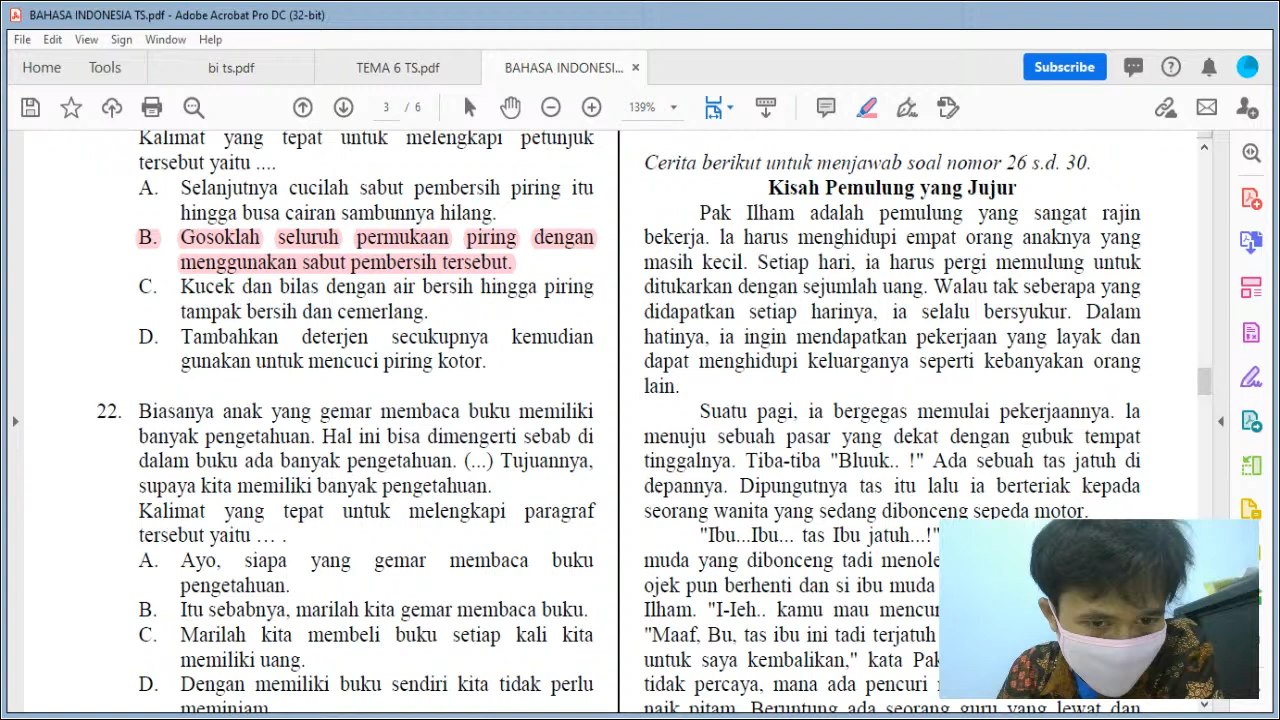 BAHASA INDONESIA TS.pdf - Adobe Acrobat Pro DC (32-bit)
File Edit View Sign Window Help
Home Tools bi ts.pdf TEMA 6 TS.pdf BAHASA INDONESI... × Subscribe
3 / 6 139%
Kalimat yang tepat untuk melengkapi petunjuk
tersebut yaitu ....
A. Selanjutnya cucilah sabut pembersih piring itu
hingga busa cairan sambunnya hilang.
B. Gosoklah seluruh permukaan piring dengan
menggunakan sabut pembersih tersebut.
C. Kucek dan bilas dengan air bersih hingga piring
tampak bersih dan cemerlang.
D. Tambahkan deterjen secukupnya kemudian
gunakan untuk mencuci piring kotor.
22. Biasanya anak yang gemar membaca buku memiliki
banyak pengetahuan. Hal ini bisa dimengerti sebab di
dalam buku ada banyak pengetahuan. (...) Tujuannya,
supaya kita memiliki banyak pengetahuan.
Kalimat yang tepat untuk melengkapi paragraf
tersebut yaitu ... .
A. Ayo, siapa yang gemar membaca buku
pengetahuan.
B. Itu sebabnya, marilah kita gemar membaca buku.
C. Marilah kita membeli buku setiap kali kita
memiliki uang.
D. Dengan memiliki buku sendiri kita tidak perlu
meminjam
Cerita berikut untuk menjawab soal nomor 26 s.d. 30.
Kisah Pemulung yang Jujur
Pak Ilham adalah pemulung yang sangat rajin
bekerja. la harus menghidupi empat orang anaknya yang
masih kecil. Setiap hari, ia harus pergi memulung untuk
ditukarkan dengan sejumlah uang. Walau tak seberapa yang
didapatkan setiap harinya, ia selalu bersyukur. Dalam
hatinya, ia ingin mendapatkan pekerjaan yang layak dan
dapat menghidupi keluarganya seperti kebanyakan orang
lain.
Suatu pagi, ia bergegas memulai pekerjaannya. la
menuju sebuah pasar yang dekat dengan gubuk tempat
tinggalnya. Tiba-tiba "Bluuk.. !" Ada sebuah tas jatuh di
depannya. Dipungutnya tas itu lalu ia berteriak kepada
seorang wanita yang sedang dibonceng sepeda motor.
"Ibu...Ibu... tas Ibu jatuh...!"
muda yang dibonceng tadi
ojek pun berhenti dan si ibu muda
Ilham. "I-Ieh.. kamu mau
"Maaf, Bu, tas ibu ini tadi terjatuh
untuk saya kembalikan," kata
tidak percaya, mana ada pencuri
naik pitam. Beruntung ada seorang guru yang lewat dan